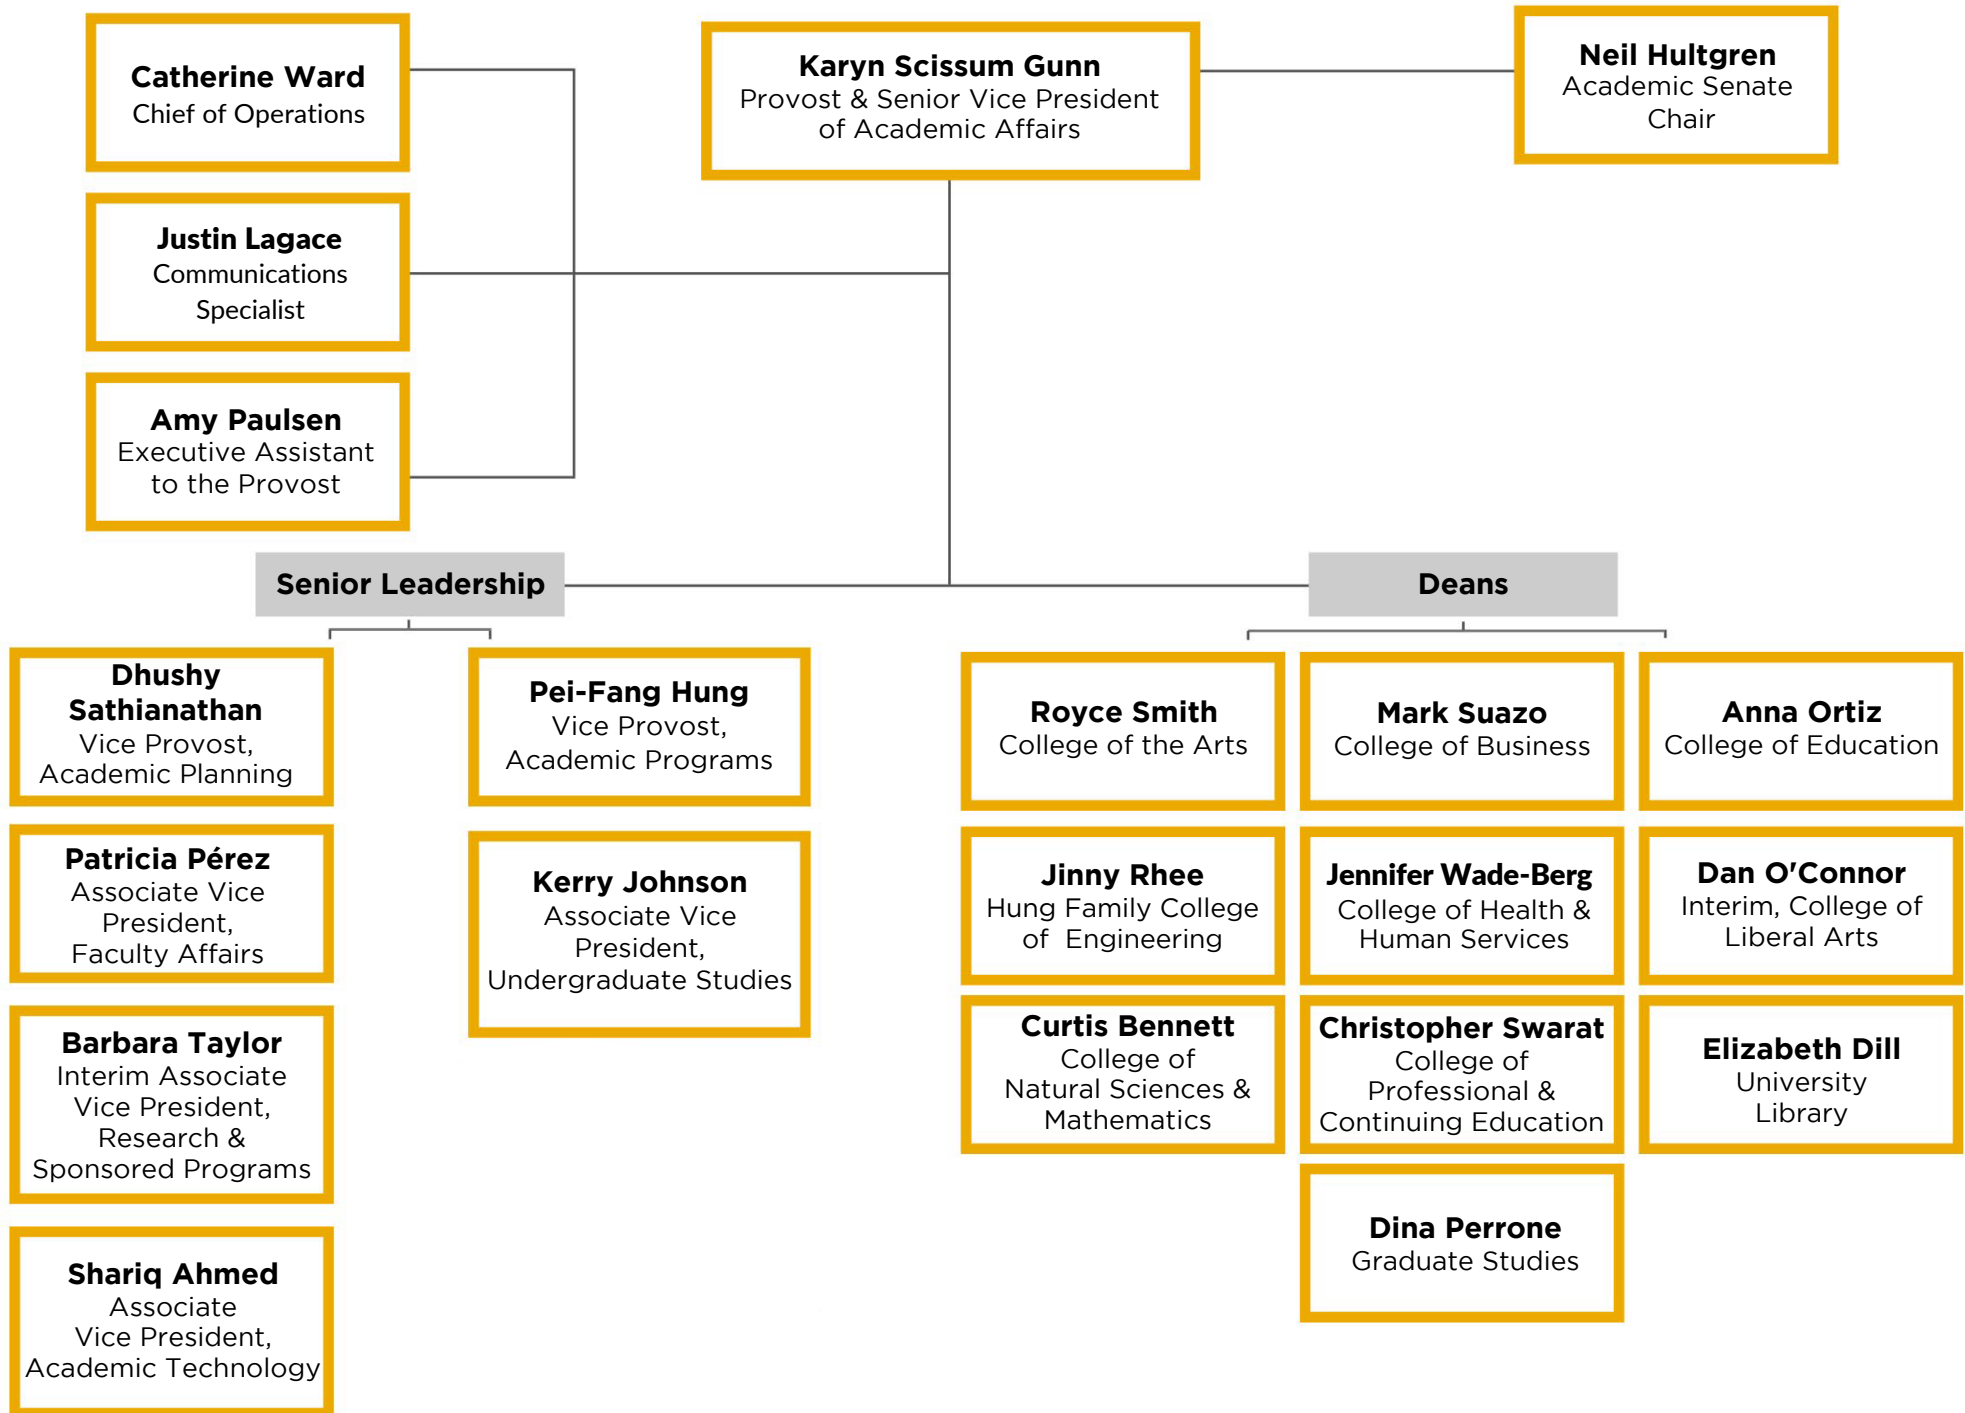 Catherine Ward
Chief of Operations
Karyn Scissum Gunn
Provost & Senior Vice President
of Academic Affairs
Neil Hultgren
Academic Senate
Chair
Justin Lagace
Communications
Specialist
Amy Paulsen
Executive Assistant
to the Provost
Senior Leadership
Dhushy
Sathianathan
Vice Provost,
Academic Planning
Pei-Fang Hung
Vice Provost,
Academic Programs
Patricia Pérez
Associate Vice
President,
Faculty Affairs
Kerry Johnson
Associate Vice
President,
Undergraduate Studies
Barbara Taylor
Interim Associate
Vice President,
Research &
Sponsored Programs
Shariq Ahmed
Associate
Vice President,
Academic Technology
Deans
Royce Smith
College of the Arts
Mark Suazo
College of Business
Anna Ortiz
College of Education
Jinny Rhee
Hung Family College
of Engineering
Jennifer Wade-Berg
College of Health &
Human Services
Dan O'Connor
Interim, College of
Liberal Arts
Curtis Bennett
College of
Natural Sciences &
Mathematics
Christopher Swarat
College of
Professional &
Continuing Education
Elizabeth Dill
University
Library
Dina Perrone
Graduate Studies